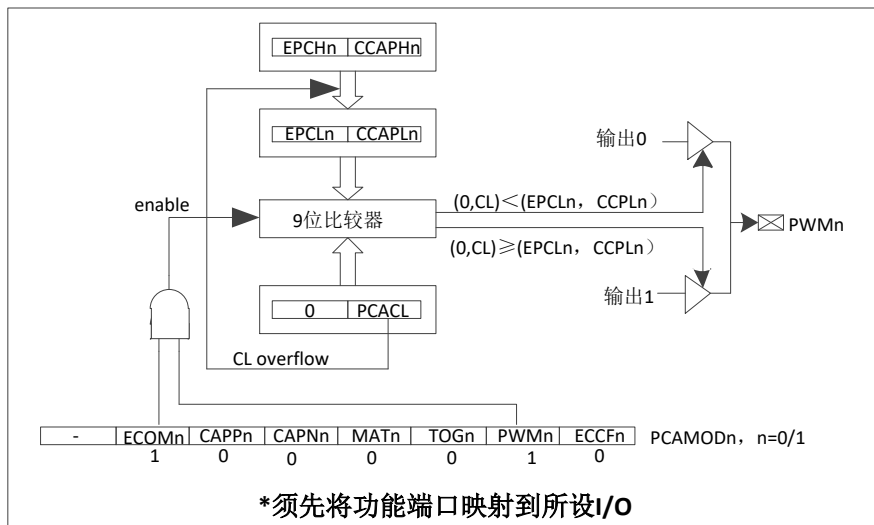 EPCHn CCAPHn
EPCLn CCAPLn
输出0
enable
(0,CL)＜(EPCLn，CCPLn）
9位比较器
PWMn
(0,CL)≥(EPCLn，CCPLn）
输出1
0 PCACL
CL overflow
- ECOMn CAPPn CAPNn MATn TOGn PWMn ECCFn PCAMODn，n=0/1
1 0 0 0 0 1 0
*须先将功能端口映射到所设I/O